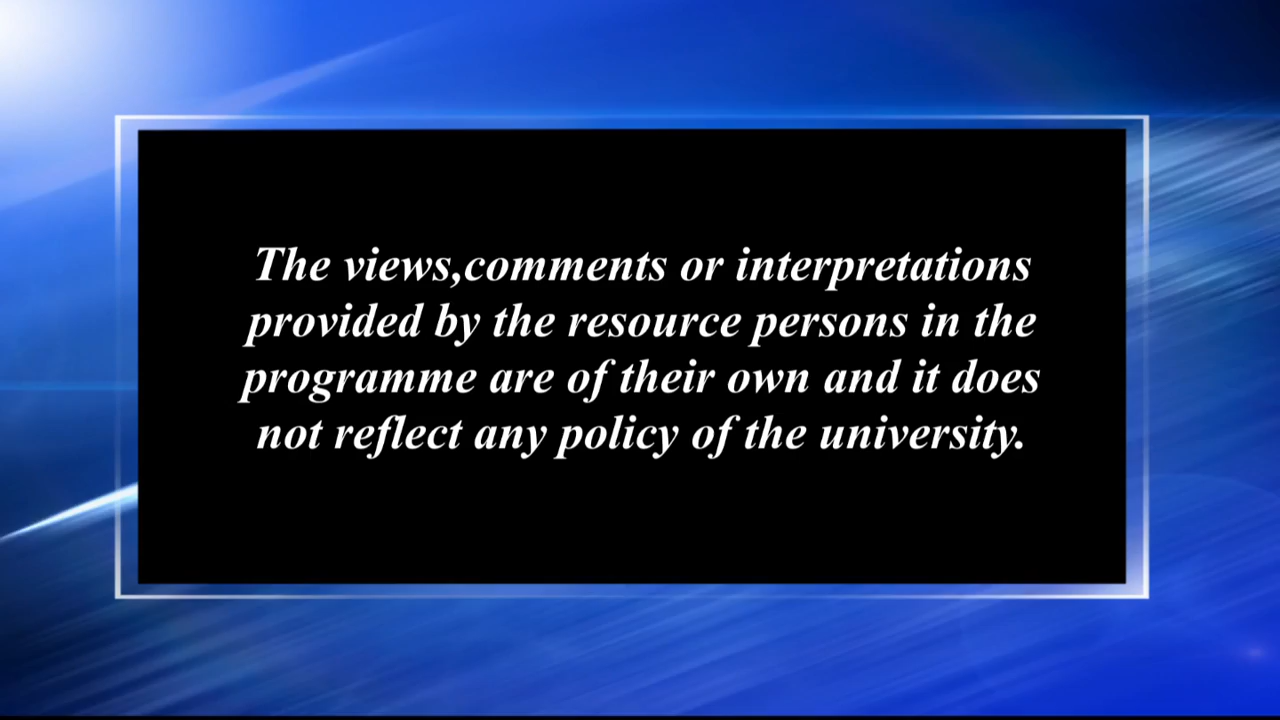 The views,comments or interpretations
provided by the resource persons in the
programme are of their own and it does
not reflect any policy of the university.